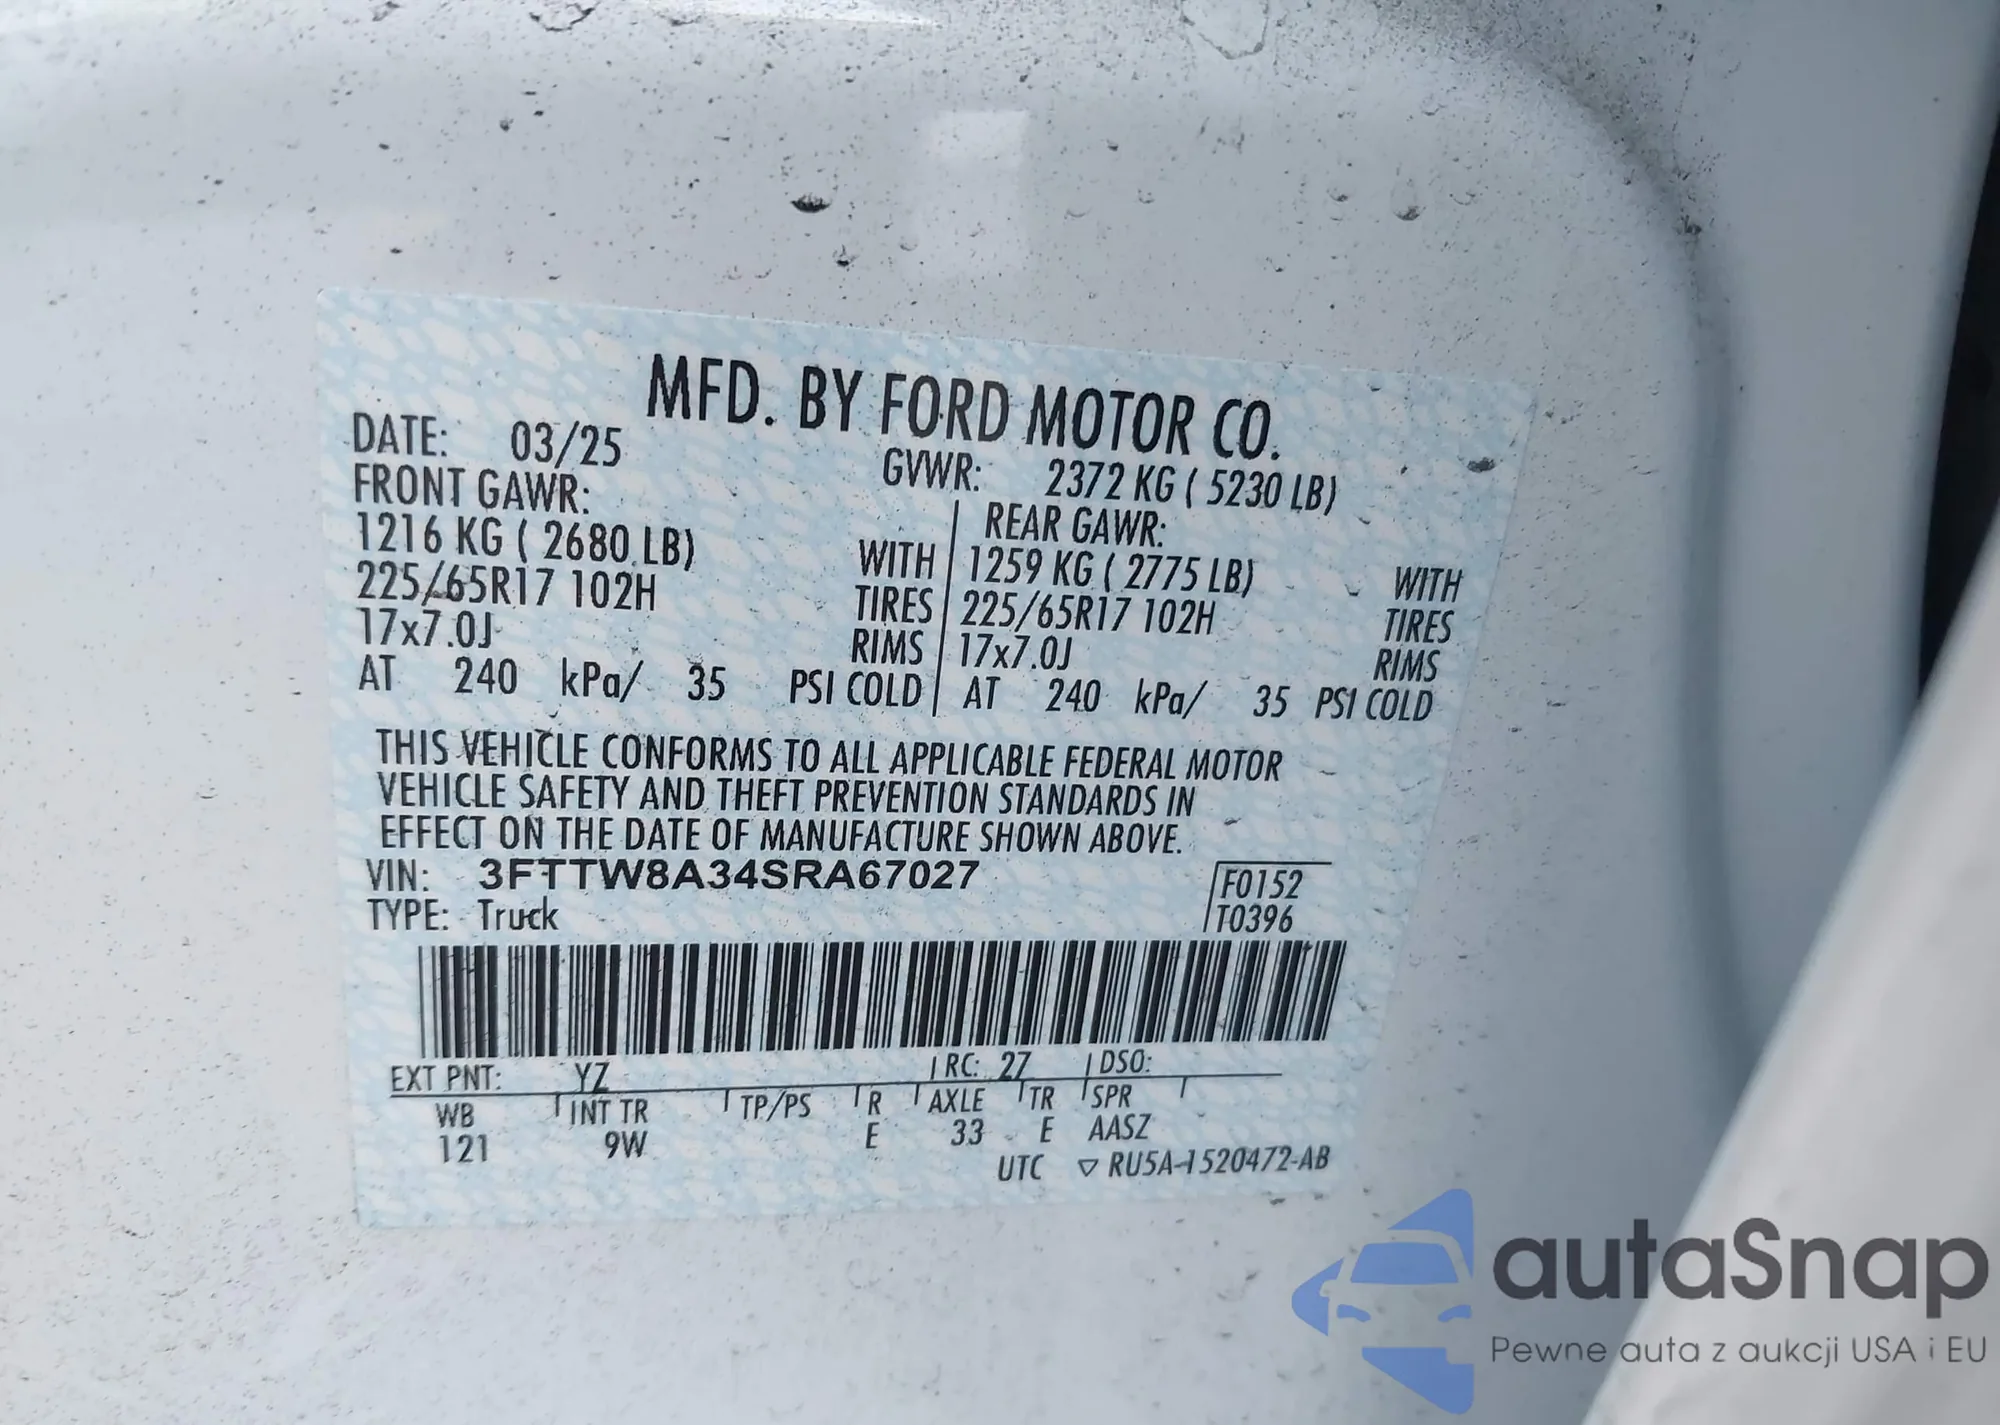 MFD. BY FORD MOTOR CO.
DATE: 03/25 GVWR: 2372 KG ( 5230 LB)
FRONT GAWR: REAR GAWR:
1216 KG ( 2680 LB) WITH 1259 KG ( 2775 LB) WITH
225/65R17 102H TIRES 225/65R17 102H TIRES
17x7.0J RIMS 17x7.0J RIMS
AT 240 kPa/ 35 PSI COLD AT 240 kPa/ 35 PSI COLD
THIS VEHICLE CONFORMS TO ALL APPLICABLE FEDERAL MOTOR
VEHICLE SAFETY AND THEFT PREVENTION STANDARDS IN
EFFECT ON THE DATE OF MANUFACTURE SHOWN ABOVE.
VIN: 3FTTW8A34SRA67027 F0152
TYPE: Truck T0396
EXT PNT: YZ RC: 27 DSO:
WB INT TR TP/PS R AXLE TR SPR
121 9W E 33 E AASZ
UTC ▽ RU5A-1520472-AB
autaSnap
Pewne auta z aukcji USA i EU